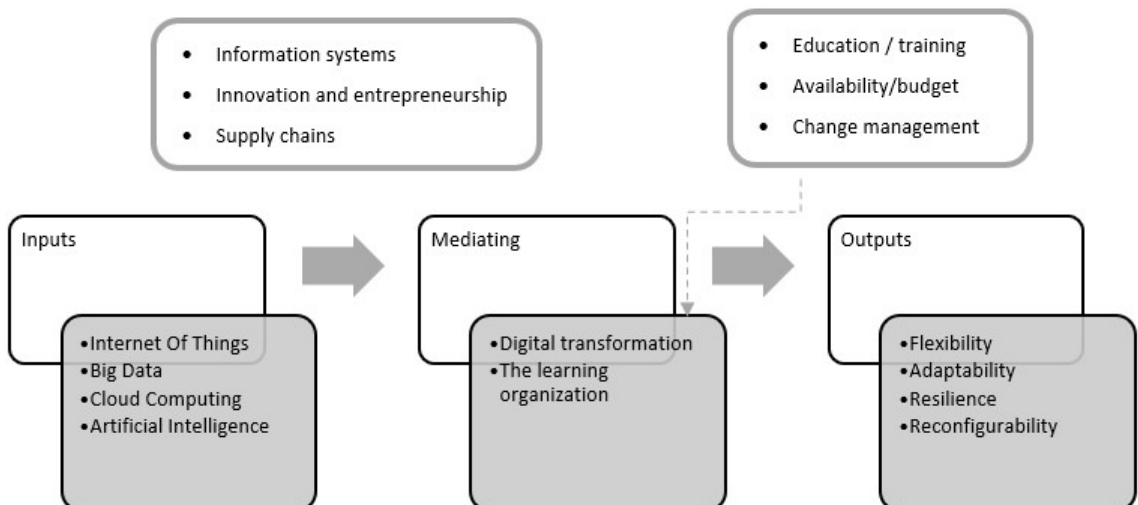 • Information systems
• Innovation and entrepreneurship
• Supply chains
• Education / training
• Availability/budget
• Change management
Inputs
•Internet Of Things
•Big Data
•Cloud Computing
•Artificial Intelligence
Mediating
•Digital transformation
•The learning
organization
Outputs
•Flexibility
•Adaptability
•Resilience
•Reconfigurability